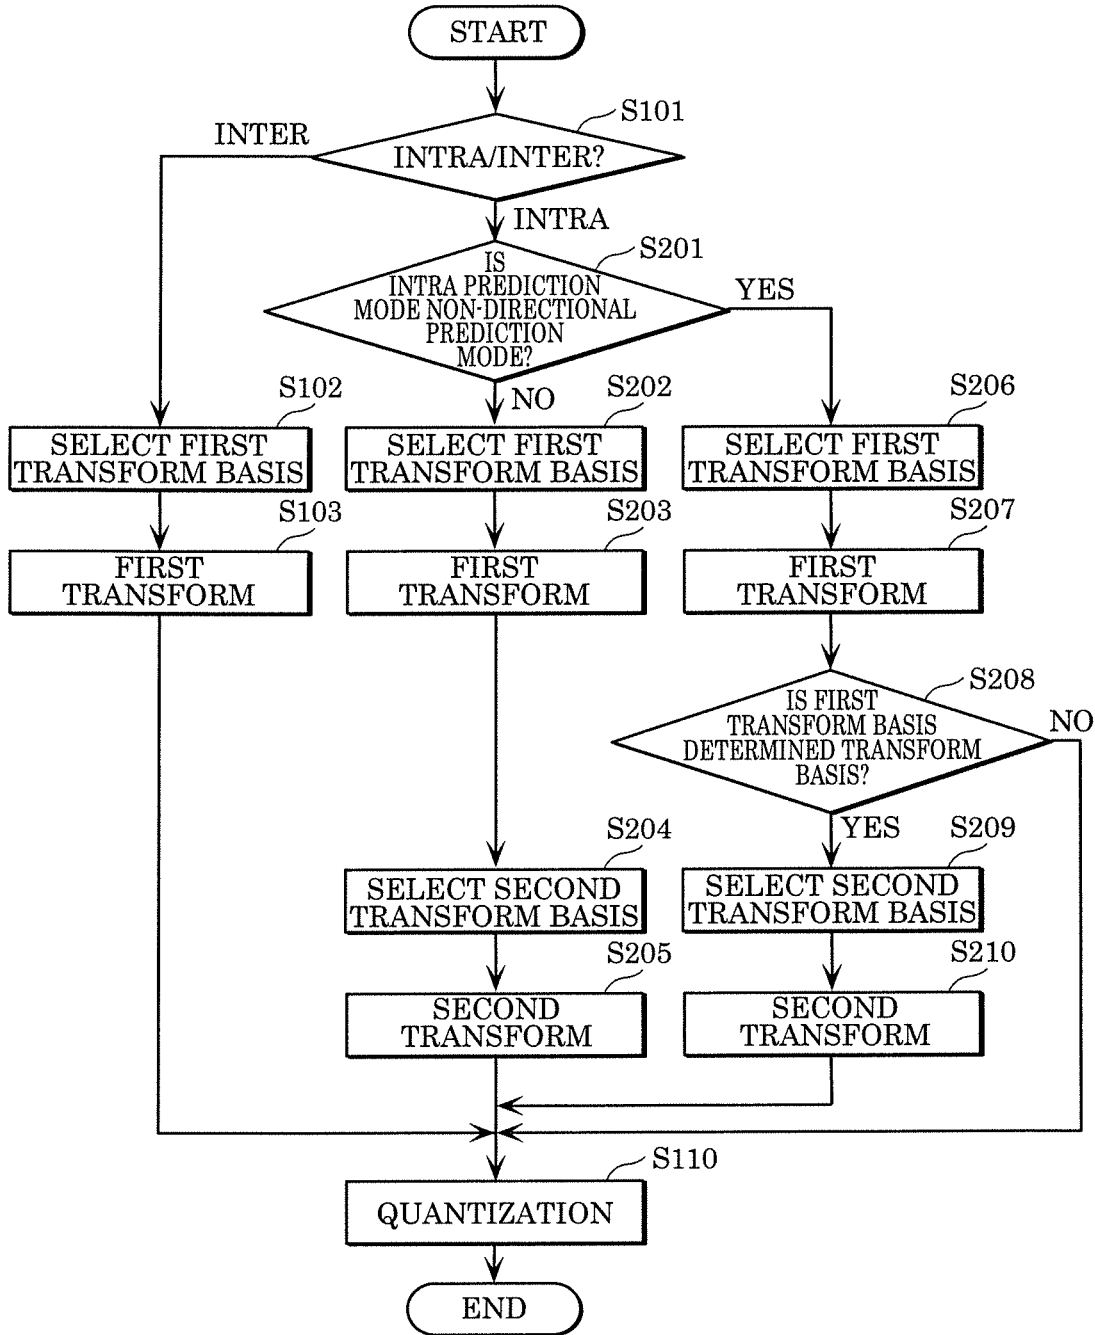 START
S101
INTER
INTRA/INTER?
INTRA
S201
IS
INTRA PREDICTION
MODE NON-DIRECTIONAL
PREDICTION
MODE?
YES
NO
S102
SELECT FIRST
TRANSFORM BASIS
S202
SELECT FIRST
TRANSFORM BASIS
S206
SELECT FIRST
TRANSFORM BASIS
S103
FIRST
TRANSFORM
S203
FIRST
TRANSFORM
S207
FIRST
TRANSFORM
S208
IS FIRST
TRANSFORM BASIS
DETERMINED TRANSFORM
BASIS?
NO
YES
S204
SELECT SECOND
TRANSFORM BASIS
S209
SELECT SECOND
TRANSFORM BASIS
S205
SECOND
TRANSFORM
S210
SECOND
TRANSFORM
S110
QUANTIZATION
END